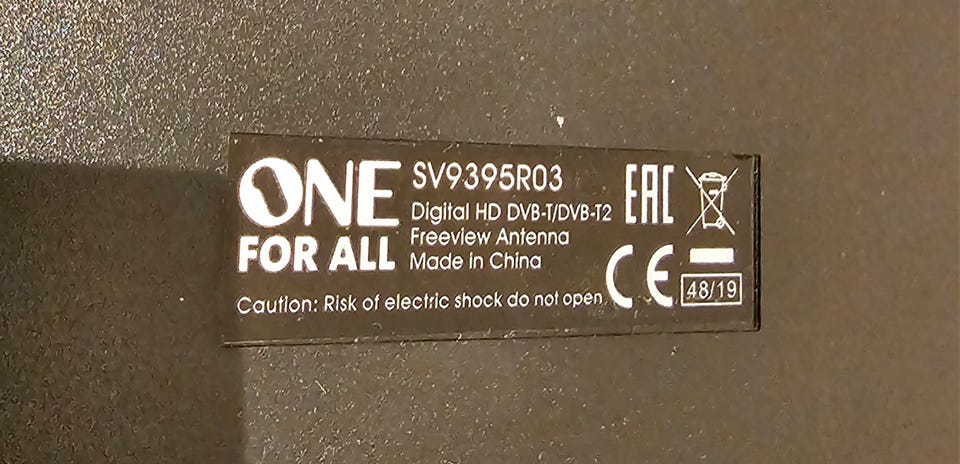 ONE
FOR ALL
SV9395R03
Digital HD DVB-T/DVB-T2
Freeview Antenna
Made in China
EAC
CE
48/19
Caution: Risk of electric shock do not open